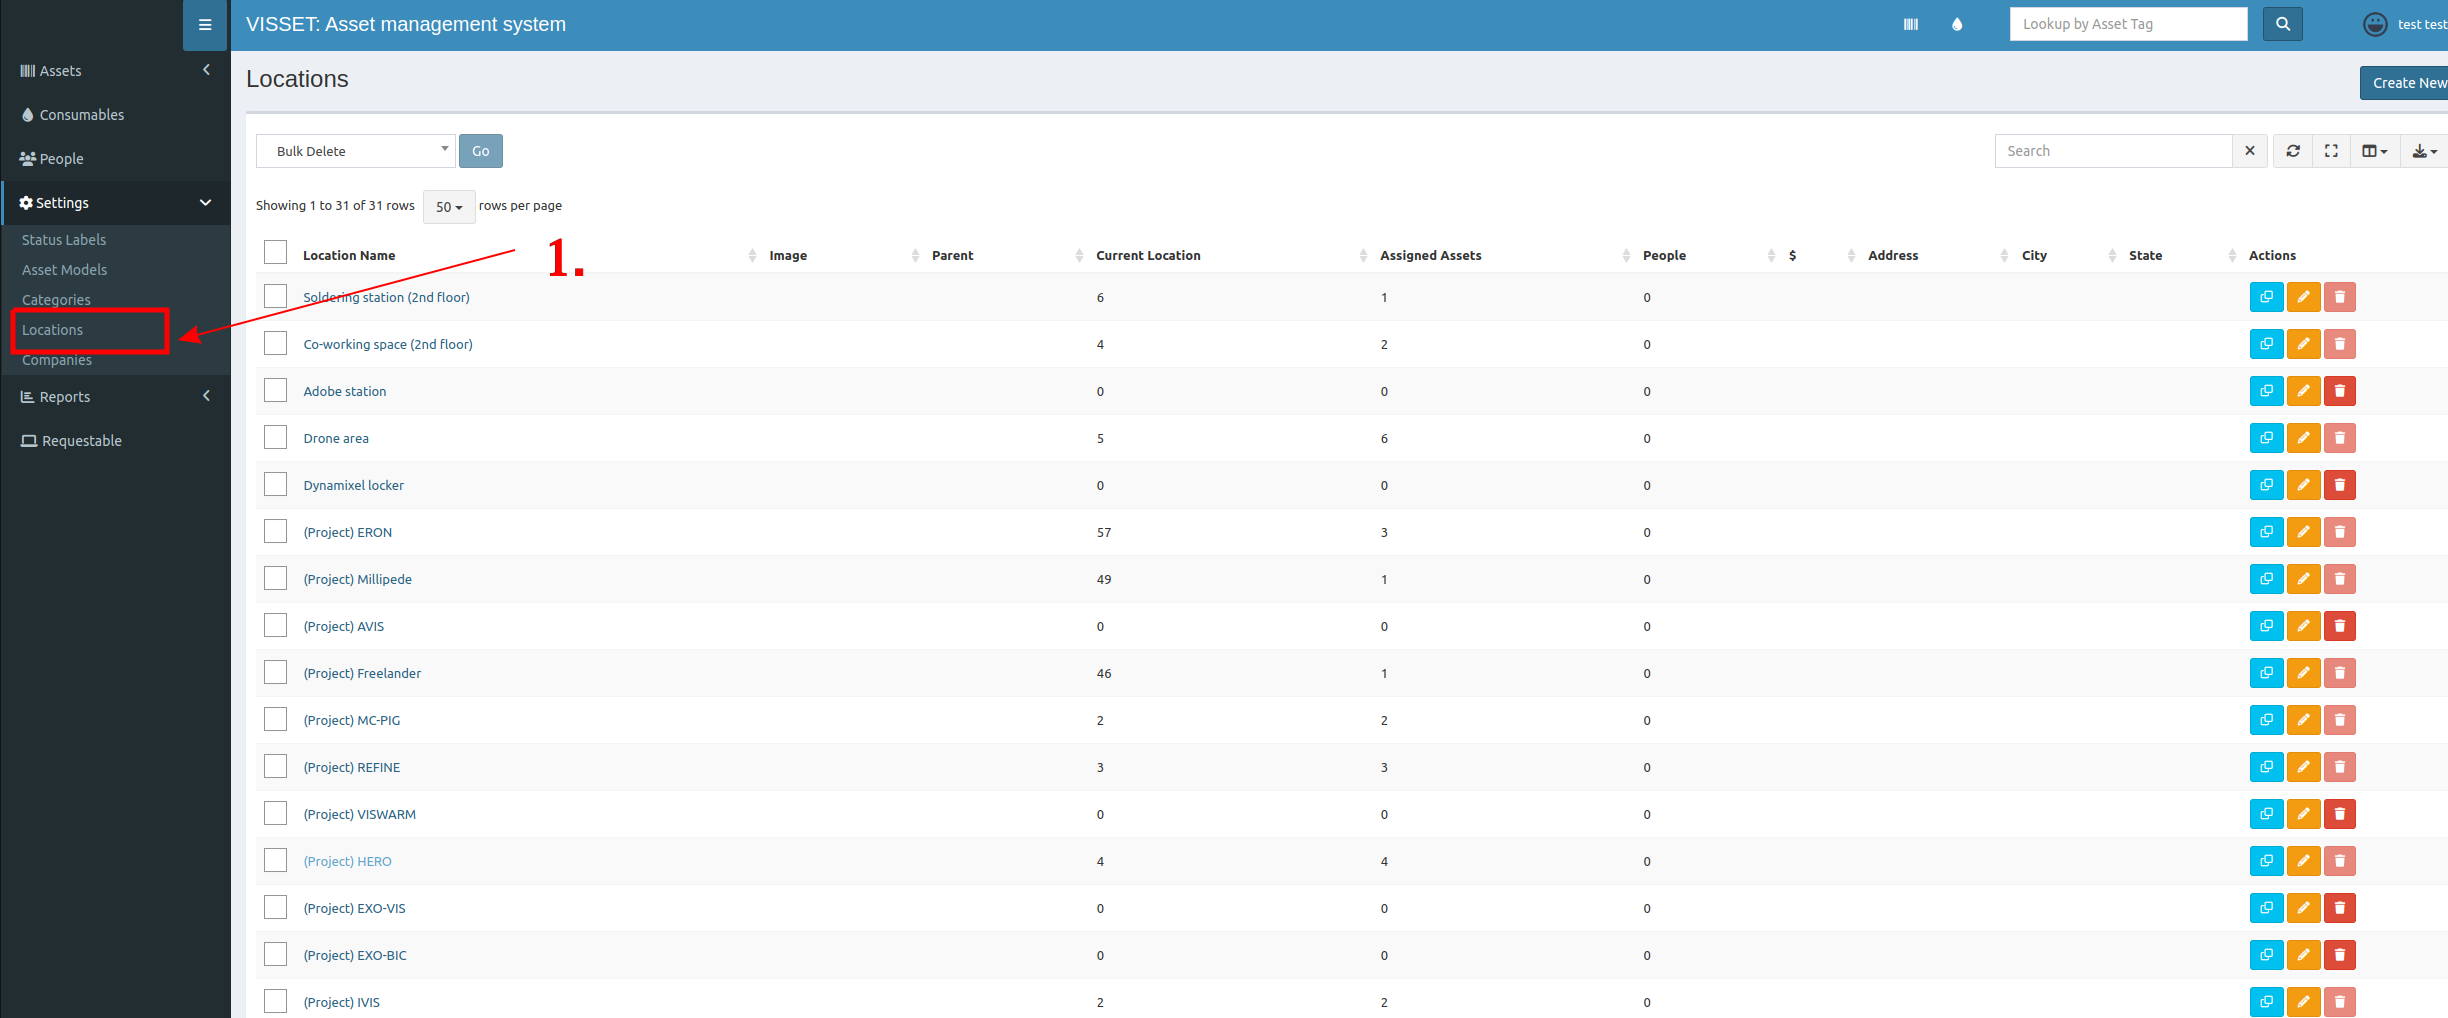 VISSET: Asset management system
Lookup by Asset Tag
test test
Assets
Consumables
People
Settings
Status Labels
Asset Models
Categories
Locations
Companies
Reports
Requestable
Locations
Create New
Bulk Delete
Go
Search
Showing 1 to 31 of 31 rows 50 rows per page
1.
Location Name Image Parent Current Location Assigned Assets People $ Address City State Actions
Soldering station (2nd floor) 6 1 0
Co-working space (2nd floor) 4 2 0
Adobe station 0 0 0
Drone area 5 6 0
Dynamixel locker 0 0 0
(Project) ERON 57 3 0
(Project) Millipede 49 1 0
(Project) AVIS 0 0 0
(Project) Freelander 46 1 0
(Project) MC-PIG 2 2 0
(Project) REFINE 3 3 0
(Project) VISWARM 0 0 0
(Project) HERO 4 4 0
(Project) EXO-VIS 0 0 0
(Project) EXO-BIC 0 0 0
(Project) IVIS 2 2 0